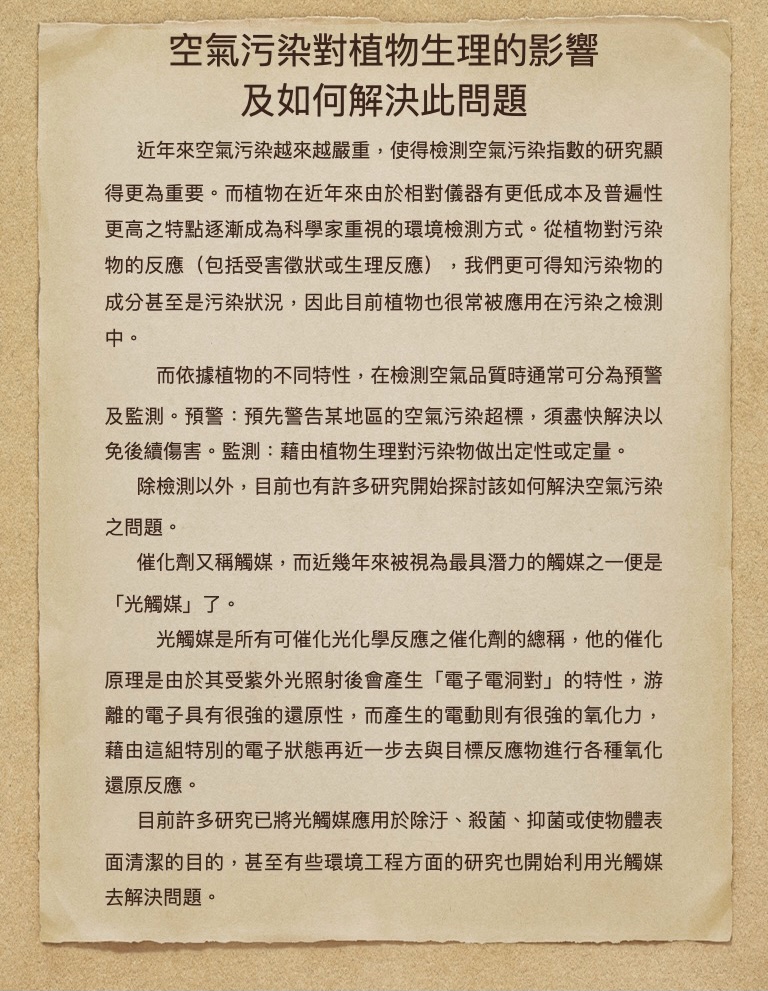 空氣污染對植物生理的影響
及如何解決此問題
近年來空氣污染越來越嚴重，使得檢測空氣污染指數的研究顯
得更為重要。而植物在近年來由於相對儀器有更低成本及普遍性
更高之特點逐漸成為科學家重視的環境檢測方式。從植物對污染
物的反應（包括受害徵狀或生理反應），我們更可得知污染物的
成分甚至是污染狀況，因此目前植物也很常被應用在污染之檢測
中。
而依據植物的不同特性，在檢測空氣品質時通常可分為預警
及監測。預警：預先警告某地區的空氣污染超標，須盡快解決以
免後續傷害。監測：藉由植物生理對污染物做出定性或定量。
除檢測以外，目前也有許多研究開始探討該如何解決空氣污染
之問題。
催化劑又稱觸媒，而近幾年來被視為最具潛力的觸媒之一便是
「光觸媒」了。
光觸媒是所有可催化光化學反應之催化劑的總稱，他的催化
原理是由於其受紫外光照射後會產生「電子電洞對」的特性，游
離的電子具有很強的還原性，而產生的電動則有很強的氧化力，
藉由這組特別的電子狀態再近一步去與目標反應物進行各種氧化
還原反應。
目前許多研究已將光觸媒應用於除汙、殺菌、抑菌或使物體表
面清潔的目的，甚至有些環境工程方面的研究也開始利用光觸媒
去解決問題。